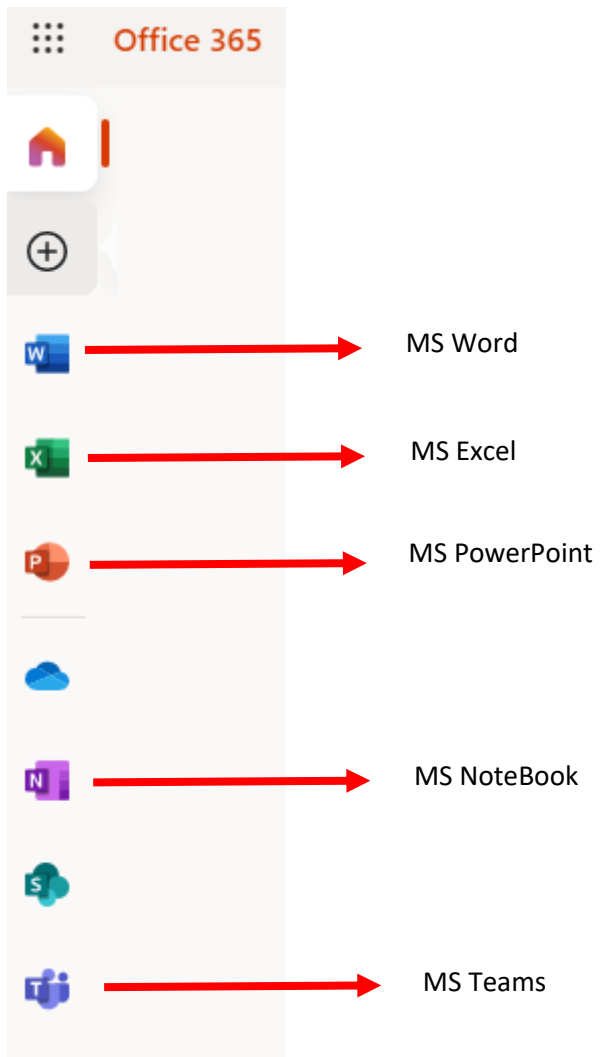 Office 365
W
MS Word
X
MS Excel
P
MS PowerPoint
N
MS NoteBook
S
T
MS Teams